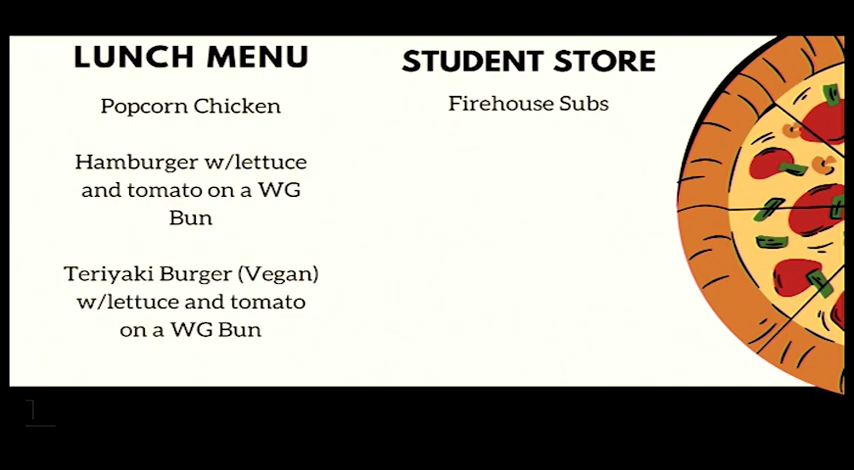 LUNCH MENU
Popcorn Chicken
Hamburger w/lettuce
and tomato on a WG
Bun
Teriyaki Burger (Vegan)
w/lettuce and tomato
on a WG Bun
STUDENT STORE
Firehouse Subs